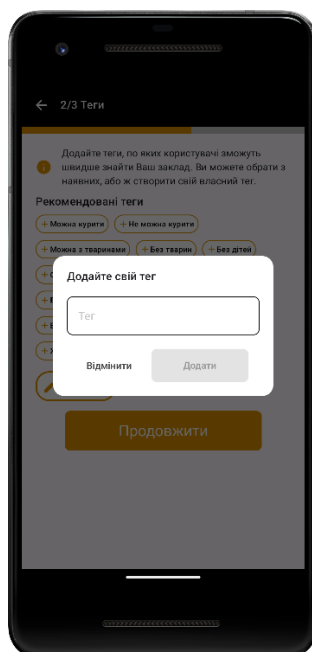 2/3 Теги
Додайте теги, по яких користувачі зможуть
швидше знайти Ваш заклад. Ви можете обрати з
наявних, або ж створити свій власний тег.
Рекомендовані теги
+ Можна курити + Не можна курити
+ Можна з тваринами + Без тварин + Без дітей
Додайте свій тег
Тег
Відмінити Додати
Продовжити